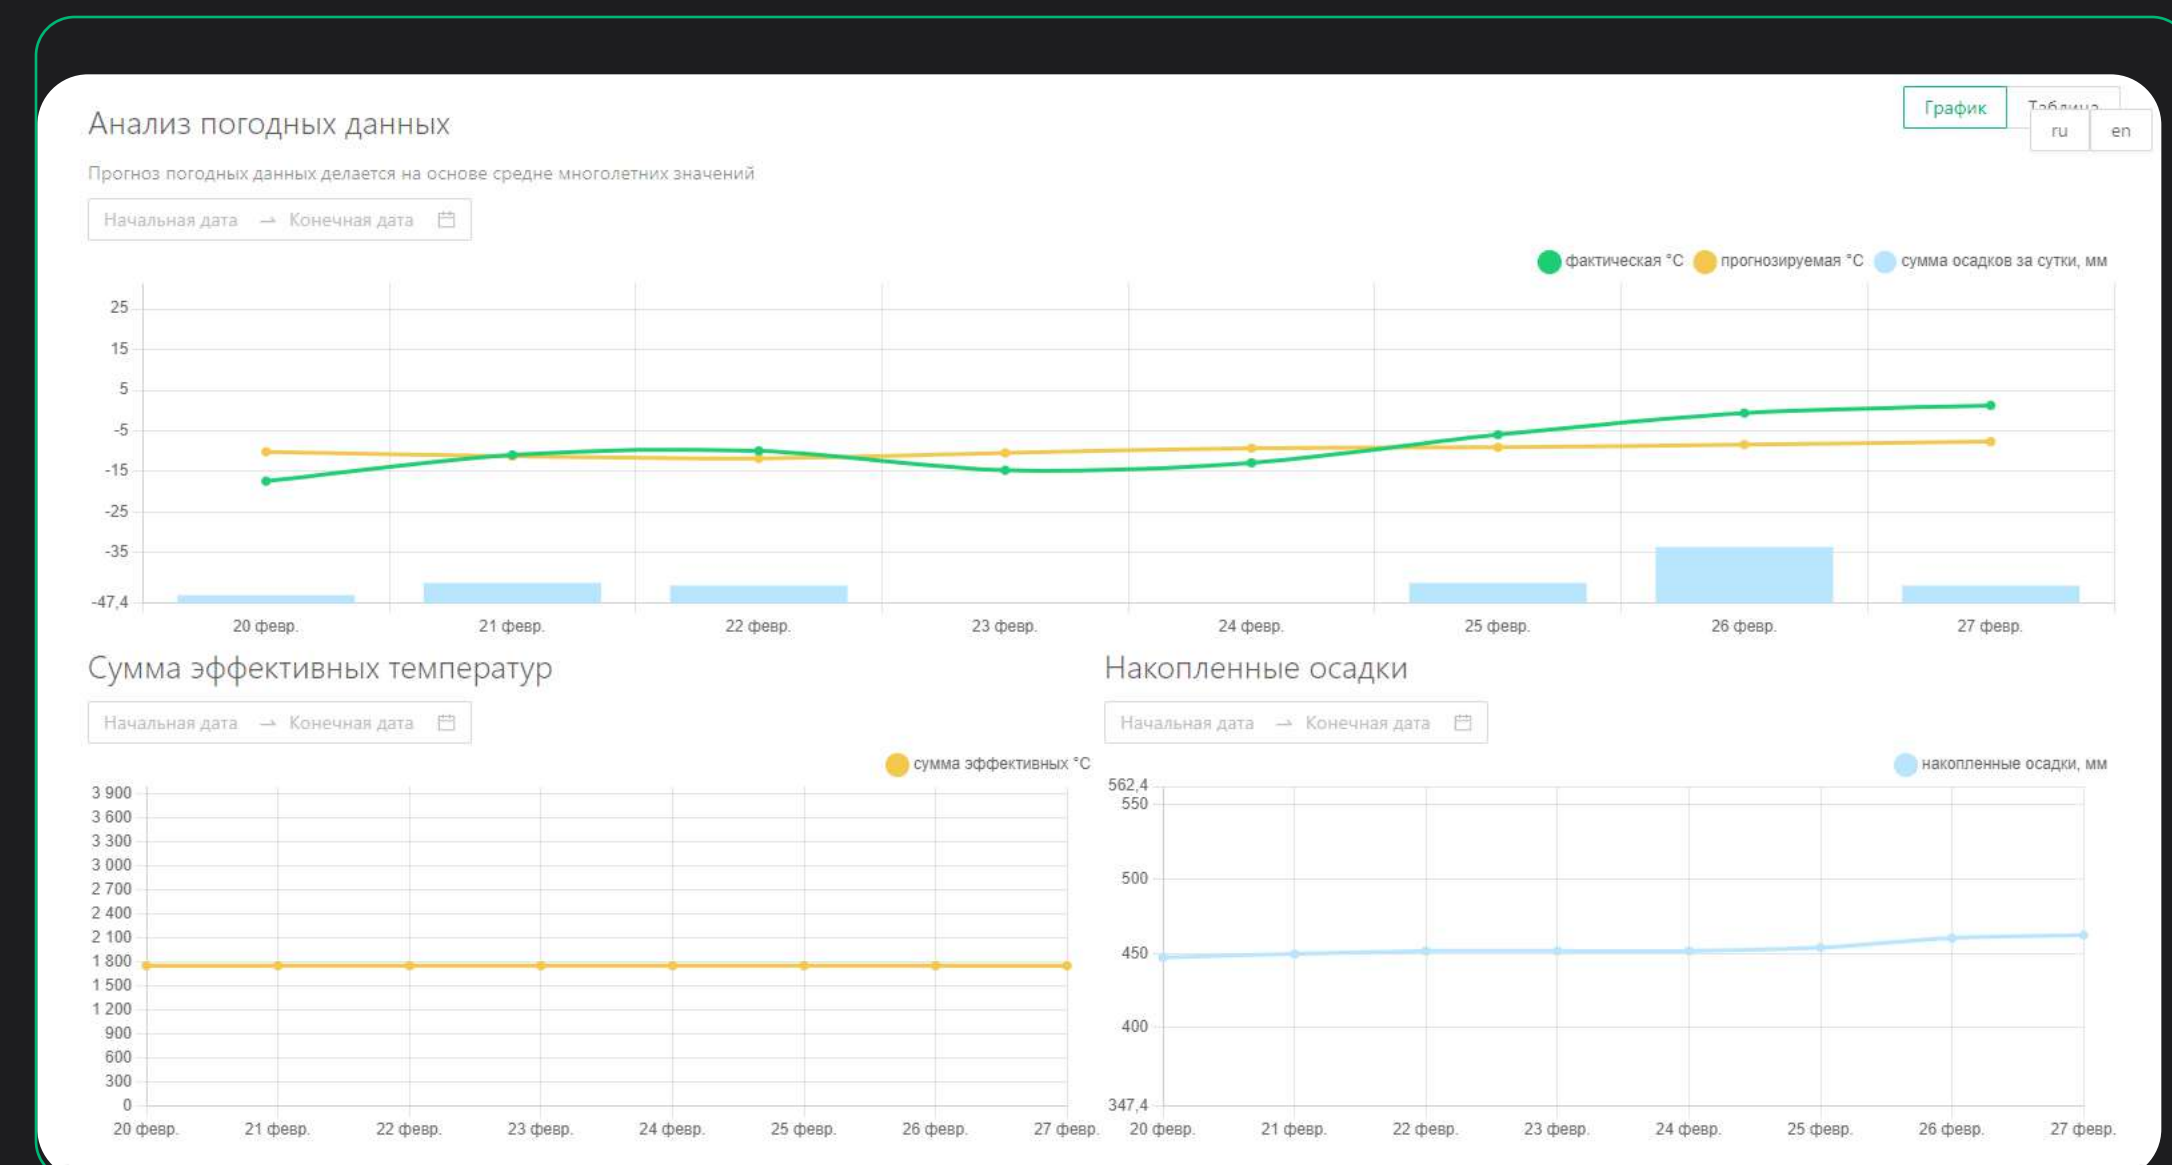 График
Таблица
ru
en
Анализ погодных данных
Прогноз погодных данных делается на основе средне многолетних значений
Начальная дата → Конечная дата
фактическая °C прогнозируемая °C сумма осадков за сутки, мм
25
15
5
-5
-15
-25
-35
-47,4
20 февр. 21 февр. 22 февр. 23 февр. 24 февр. 25 февр. 26 февр. 27 февр.
Сумма эффективных температур
Начальная дата → Конечная дата
сумма эффективных °C
3 900
3 600
3 300
3 000
2 700
2 400
2 100
1 800
1 500
1 200
900
600
300
0
20 февр. 21 февр. 22 февр. 23 февр. 24 февр. 25 февр. 26 февр. 27 февр.
Накопленные осадки
Начальная дата → Конечная дата
накопленные осадки, мм
562,4
550
500
450
400
347,4
20 февр. 21 февр. 22 февр. 23 февр. 24 февр. 25 февр. 26 февр. 27 февр.